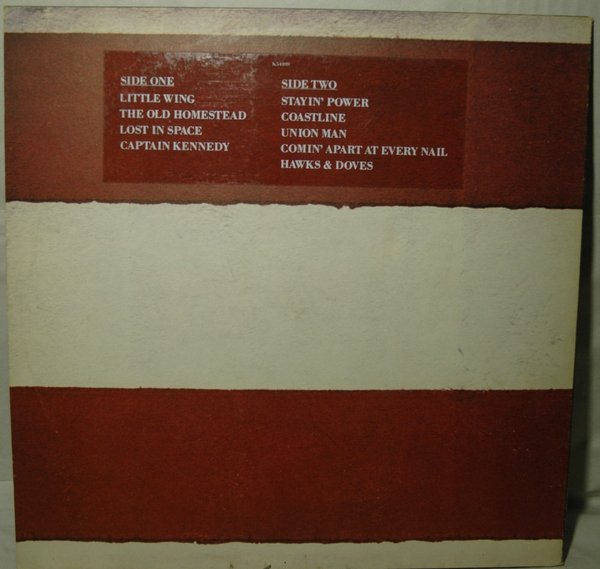 SIDE ONE
LITTLE WING
THE OLD HOMESTEAD
LOST IN SPACE
CAPTAIN KENNEDY
SIDE TWO
STAYIN' POWER
COASTLINE
UNION MAN
COMIN' APART AT EVERY NAIL
HAWKS & DOVES